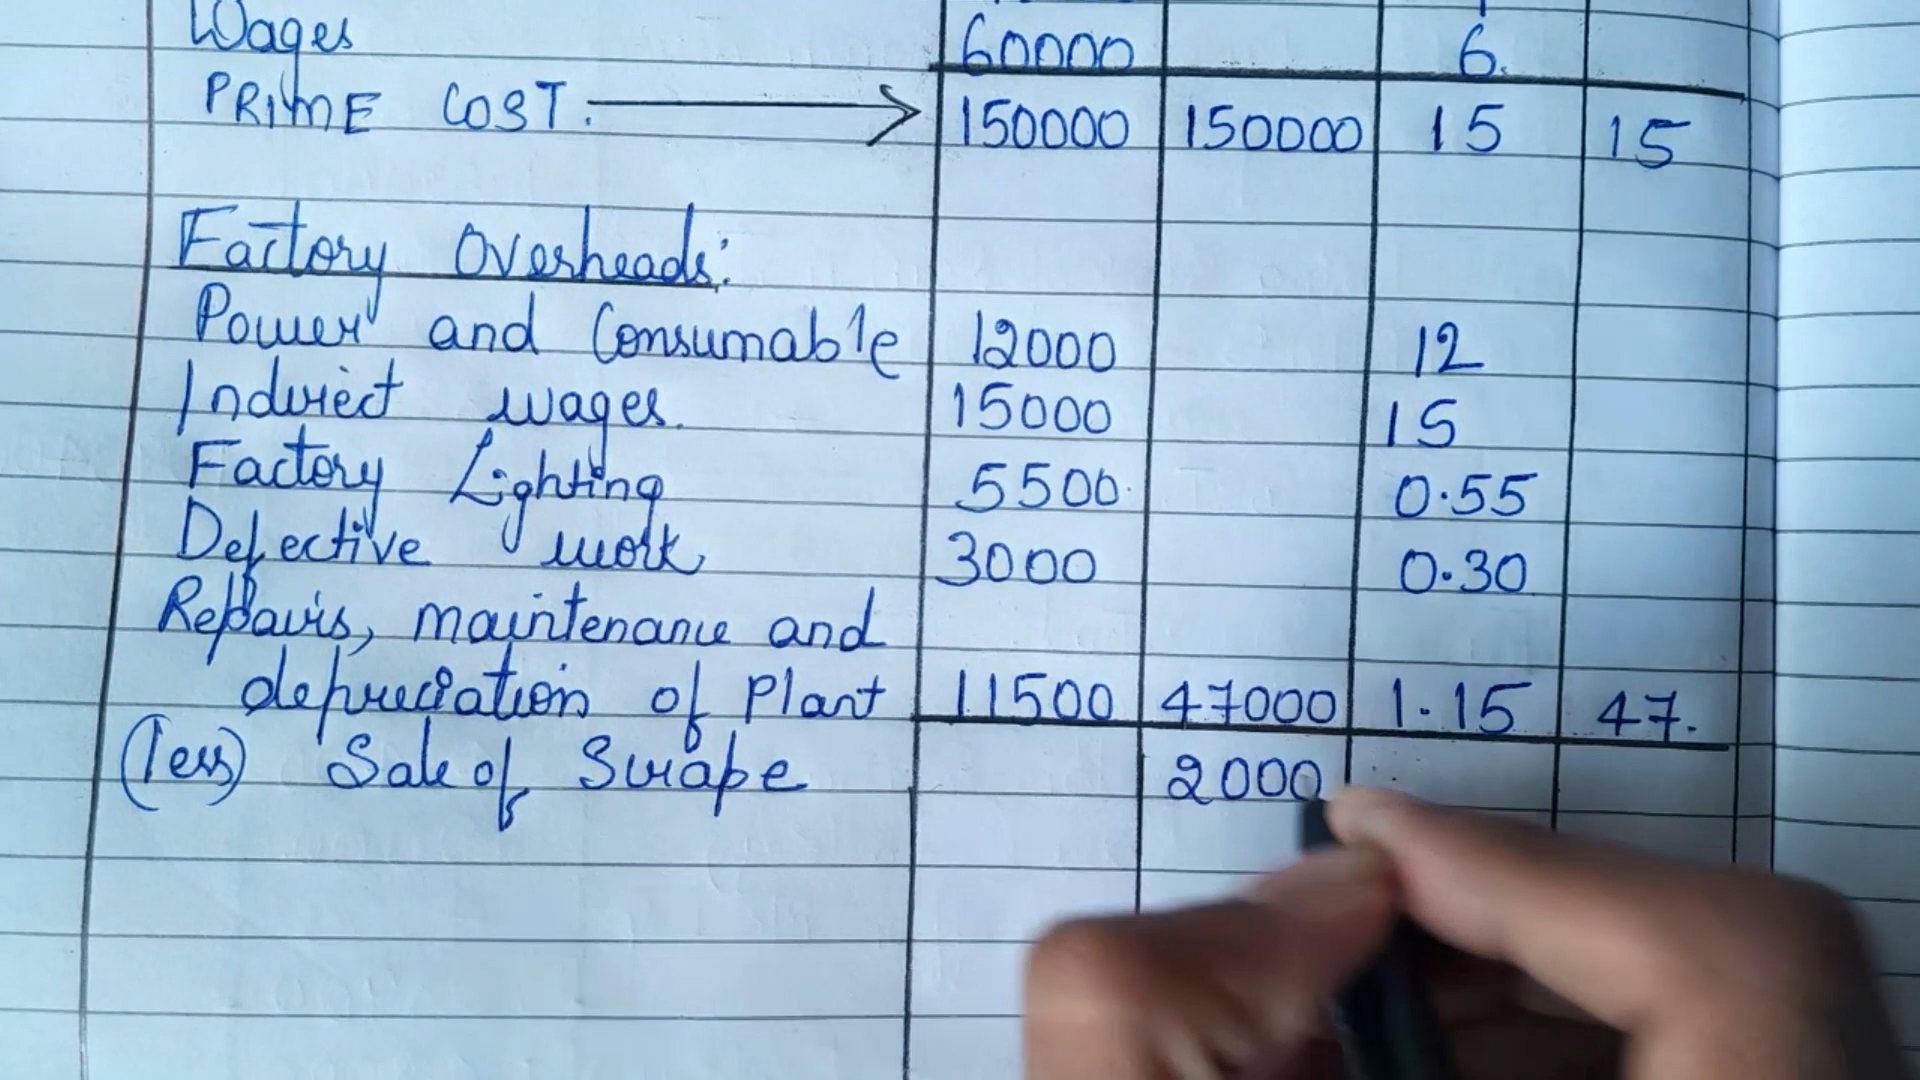 Wages 60000 6.
PRIME COST. 150000 150000 15 15
Factory Overheads:
Power and Consumable 12000 12
Indirect wages. 15000 15
Factory Lighting 5500 0.55
Defective work 3000 0.30
Repairs, maintenance and
depreciation of Plant 11500 47000 1.15 47.
(less) Sale of Scrape 2000